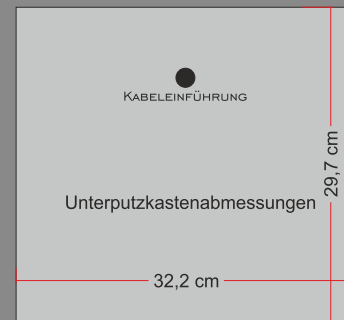 KABELEINFÜHRUNG
29,7 cm
Unterputzkastenabmessungen
32,2 cm